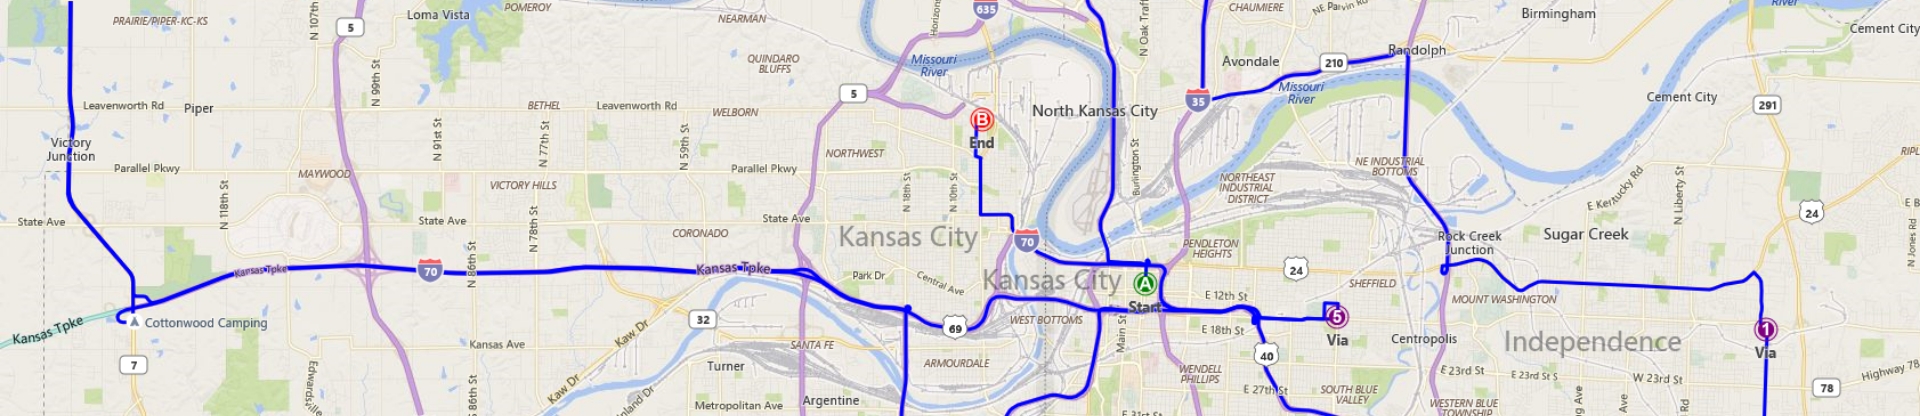 PRAIRIE/PIPER-KC-KS
N 107th
5
Loma Vista
POMEROY
NEARMAN
635
Horizons
N Oak Traff
CHAUMIERE
NE Parvin Rd
Birmingham
River
Cement City
N 99th St
QUINDARO
BLUFFS
Missouri
River
Avondale
210
Randolph
Leavenworth Rd
Piper
BETHEL
Leavenworth Rd
WELBORN
5
B
End
North Kansas City
35
Missouri
River
Cement City
291
Victory
Junction
N 91st St
N 77th St
N 59th St
Parallel Pkwy
MAYWOOD
VICTORY HILLS
Parallel Pkwy
NORTHWEST
N 18th St
N 10th St
Burlington St
NORTHEAST
INDUSTRIAL
DISTRICT
NE INDUSTRIAL
BOTTOMS
E Kentucky Rd
N Liberty St
24
State Ave
N 118th St
State Ave
N 78th St
State Ave
CORONADO
Kansas City
70
PENDLETON
HEIGHTS
Rock Creek
Junction
Sugar Creek
N Jones Rd
Kansas Tpke
70
N 86th St
Kansas Tpke
Park Dr
Central Ave
Kansas City
A
Start
24
SHEFFIELD
MOUNT WASHINGTON
E 12th St
Kansas Tpke
Cottonwood Camping
32
Kaw Dr
69
WEST BOTTOMS
Main St
E 18th St
5
Via
Centropolis
Independence
1
Via
7
Kansas Ave
SANTA FE
Turner
ARMOURDALE
40
WENDELL
PHILLIPS
E 23rd St
E 23rd St S
W 23rd St
Highway 78
78
Kaw Dr
86th St
Metropolitan Ave
Argentine
E 31st St
E 27th St
SOUTH BLUE
VALLEY
WESTERN BLUE
TOWNSHIP